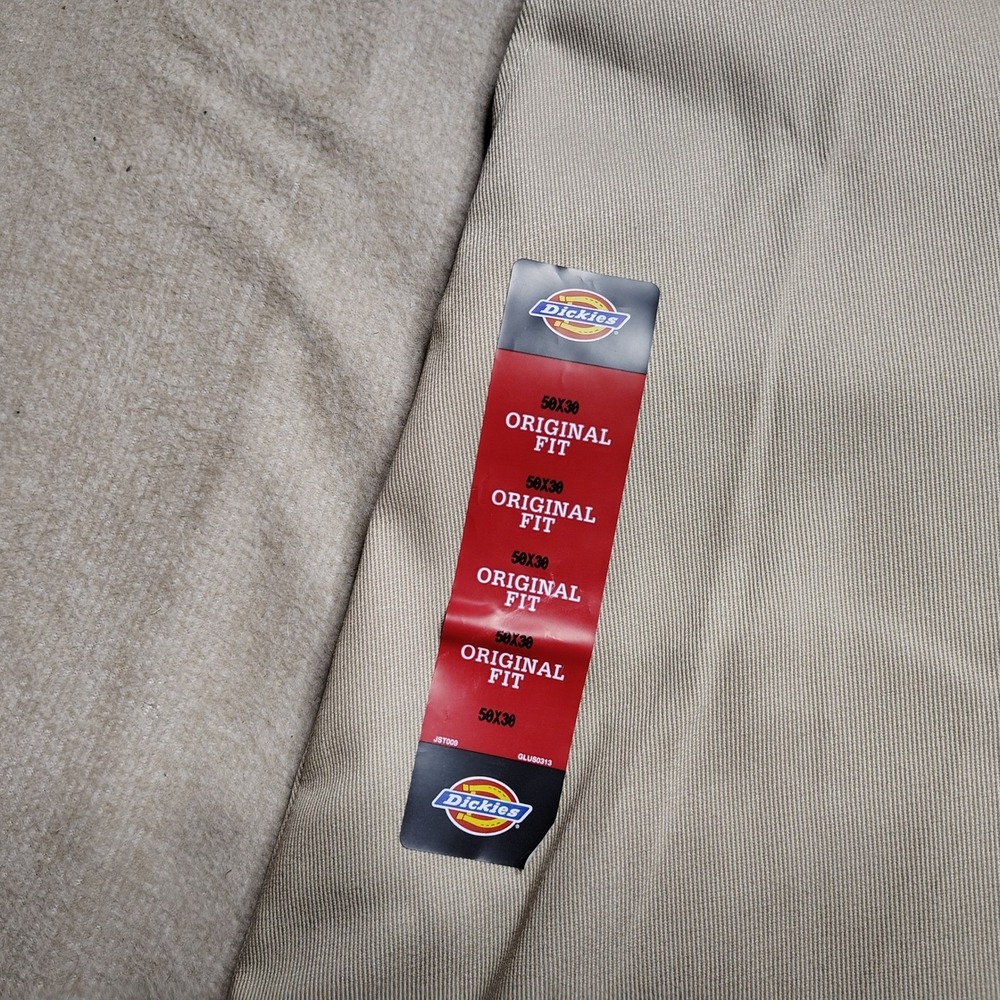 Dickies
50X30
ORIGINAL
FIT
50X30
ORIGINAL
FIT
50X30
ORIGINAL
FIT
50X30
ORIGINAL
FIT
50X30
JST009
GLUS0313
Dickies